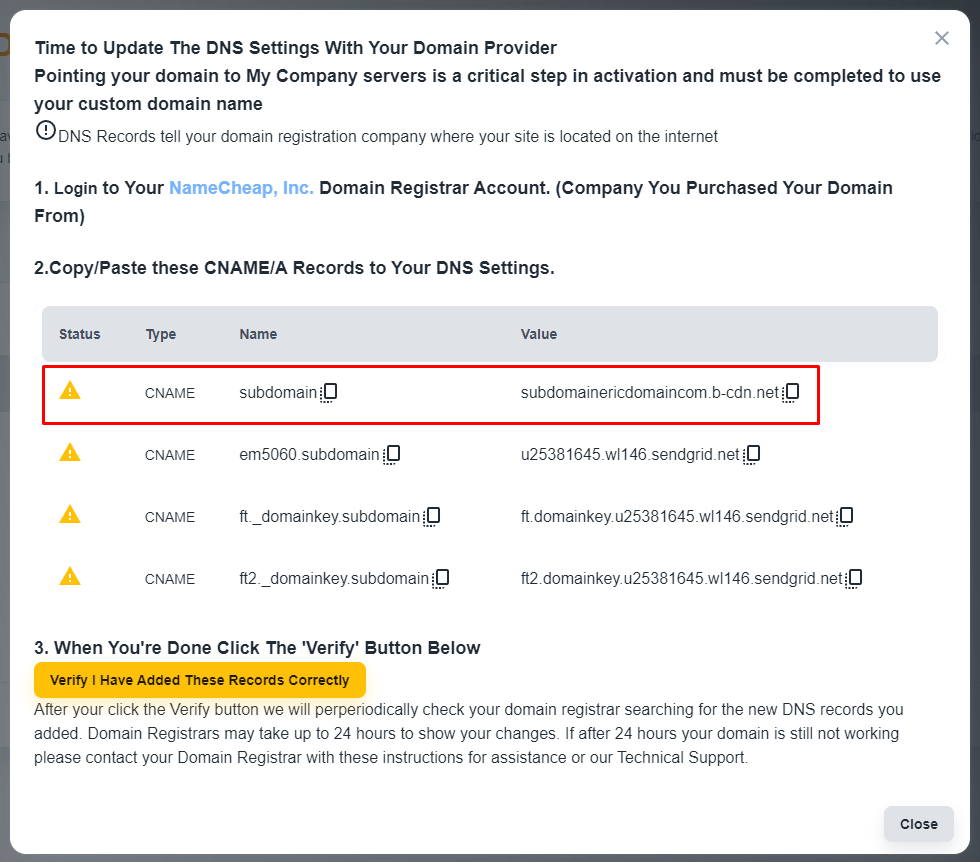 Time to Update The DNS Settings With Your Domain Provider
Pointing your domain to My Company servers is a critical step in activation and must be completed to use
your custom domain name
DNS Records tell your domain registration company where your site is located on the internet
1. Login to Your NameCheap, Inc. Domain Registrar Account. (Company You Purchased Your Domain
From)
2.Copy/Paste these CNAME/A Records to Your DNS Settings.
Status Type Name Value
CNAME subdomain subdomainericdomaincom.b-cdn.net
CNAME em5060.subdomain u25381645.wl146.sendgrid.net
CNAME ft._domainkey.subdomain ft.domainkey.u25381645.wl146.sendgrid.net
CNAME ft2._domainkey.subdomain ft2.domainkey.u25381645.wl146.sendgrid.net
3. When You're Done Click The 'Verify' Button Below
Verify I Have Added These Records Correctly
After your click the Verify button we will perperiodically check your domain registrar searching for the new DNS records you
added. Domain Registrars may take up to 24 hours to show your changes. If after 24 hours your domain is still not working
please contact your Domain Registrar with these instructions for assistance or our Technical Support.
Close